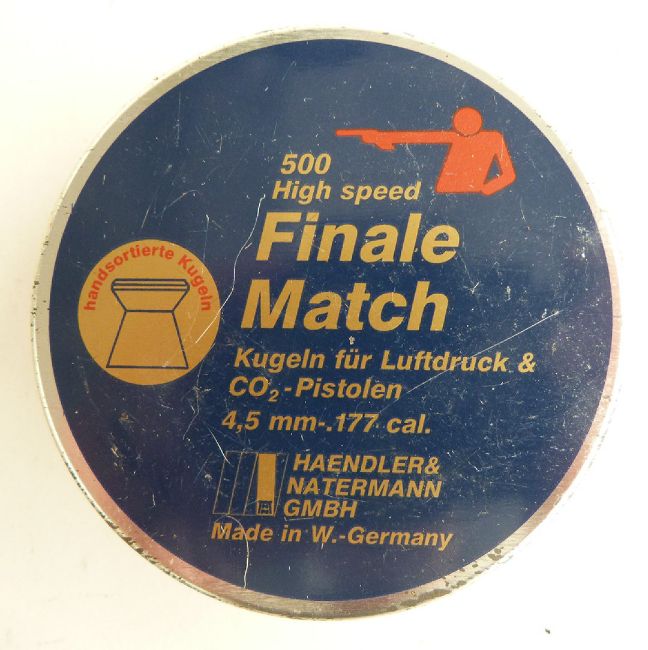 500
High speed
Finale
Match
handsortierte Kugeln
Kugeln für Luftdruck &
CO₂-Pistolen
4,5 mm-.177 cal.
HAENDLER&
NATERMANN
GMBH
Made in W.-Germany